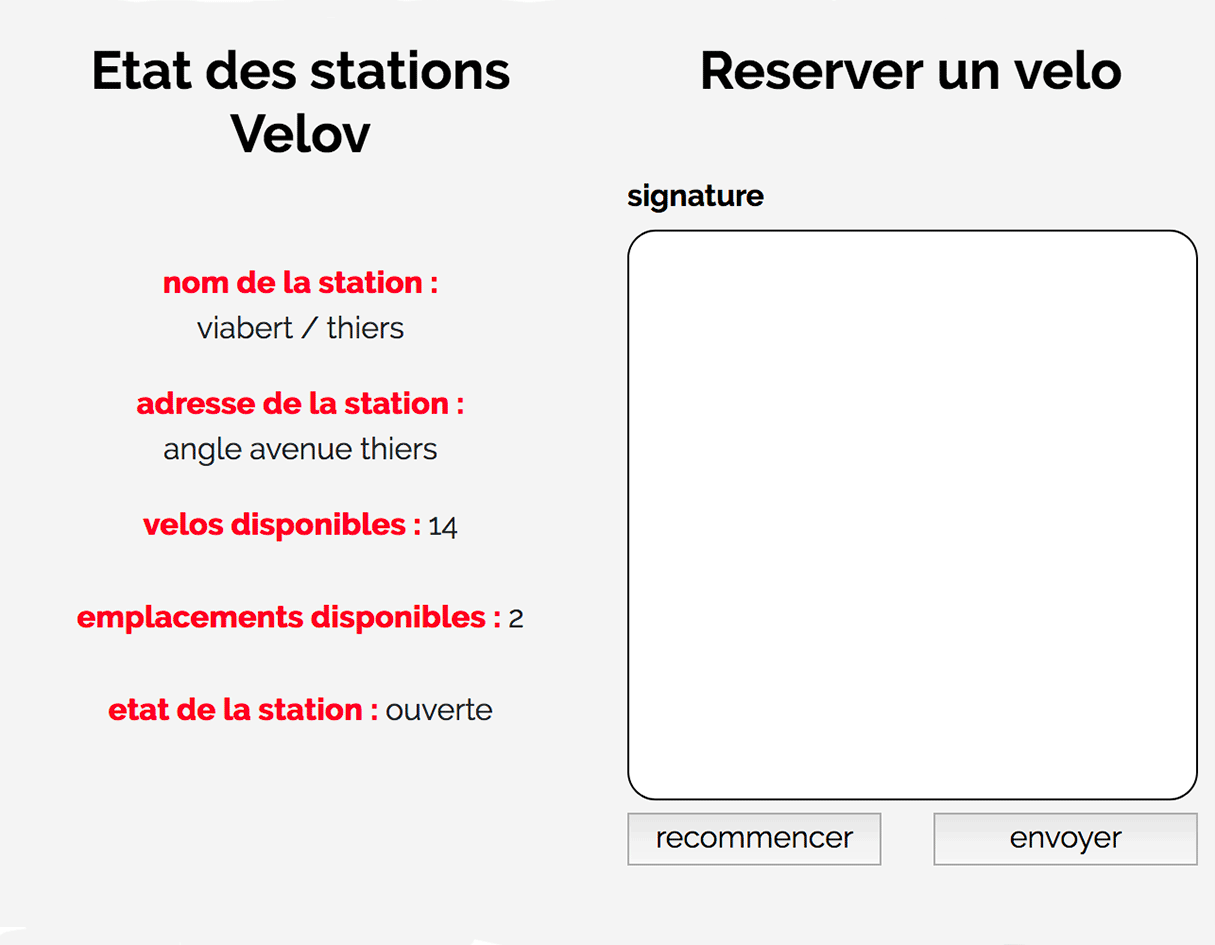 Etat des stations
Velov
nom de la station :
viabert / thiers
adresse de la station :
angle avenue thiers
velos disponibles : 14
emplacements disponibles : 2
etat de la station : ouverte
Reserver un velo
signature
recommencer
envoyer